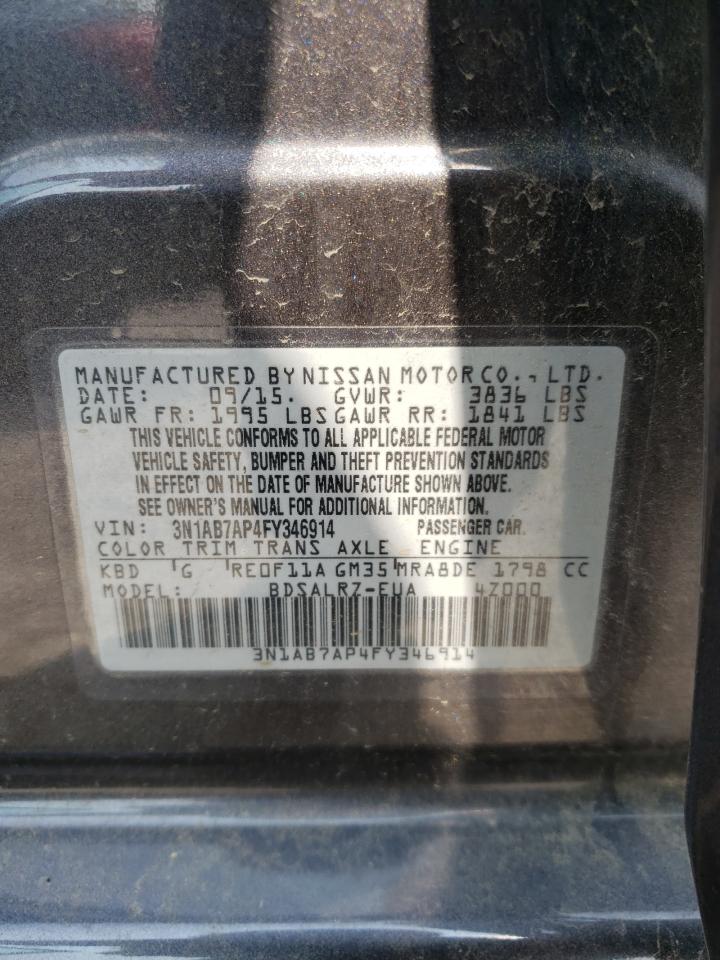 MANUFACTURED BY NISSAN MOTOR CO., LTD.
DATE: 09/15. GVWR: 3836 LBS
GAWR FR: 1995 LBS GAWR RR: 1841 LBS
THIS VEHICLE CONFORMS TO ALL APPLICABLE FEDERAL MOTOR
VEHICLE SAFETY, BUMPER AND THEFT PREVENTION STANDARDS
IN EFFECT ON THE DATE OF MANUFACTURE SHOWN ABOVE.
SEE OWNER'S MANUAL FOR ADDITIONAL INFORMATION.
VIN: 3N1AB7AP4FY346914 PASSENGER CAR.
COLOR TRIM TRANS AXLE ENGINE
KBD G RE0F11A GM35 MRA8DE 1798 CC
MODEL: BDSALRZ-EUA 4Z000
3N1AB7AP4FY346914